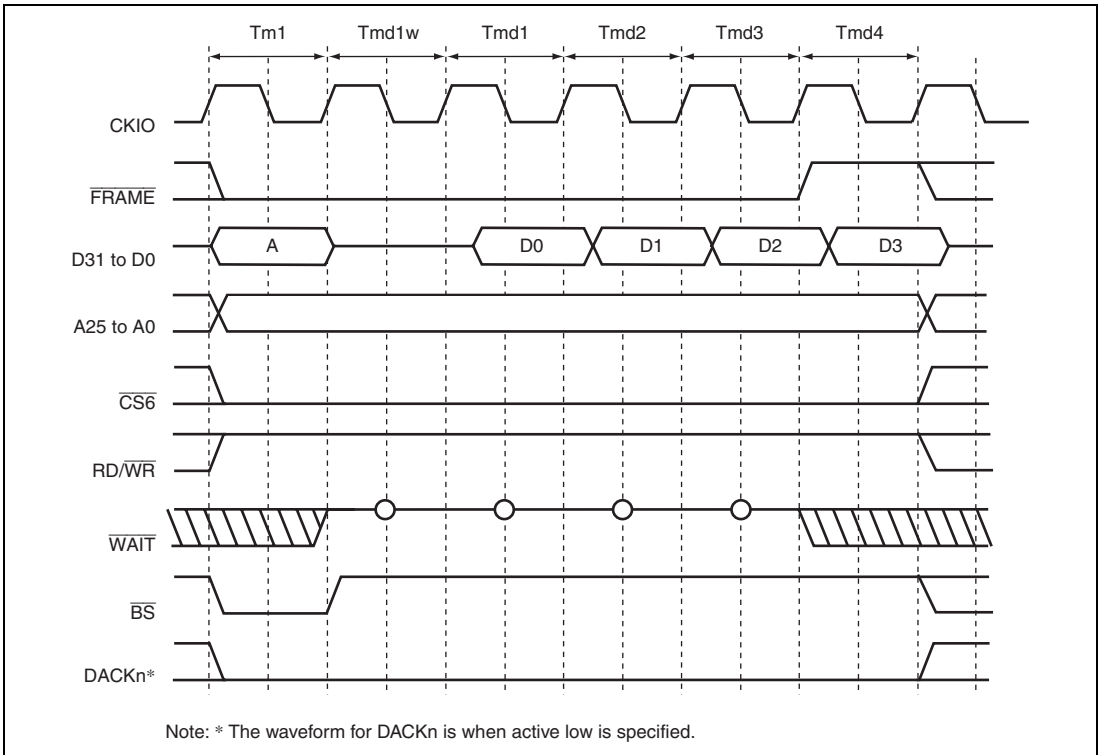 Tm1 Tmd1w Tmd1 Tmd2 Tmd3 Tmd4
CKIO
FRAME
D31 to D0 A D0 D1 D2 D3
A25 to A0
CS6
RD/WR
WAIT
BS
DACKn*
Note: * The waveform for DACKn is when active low is specified.